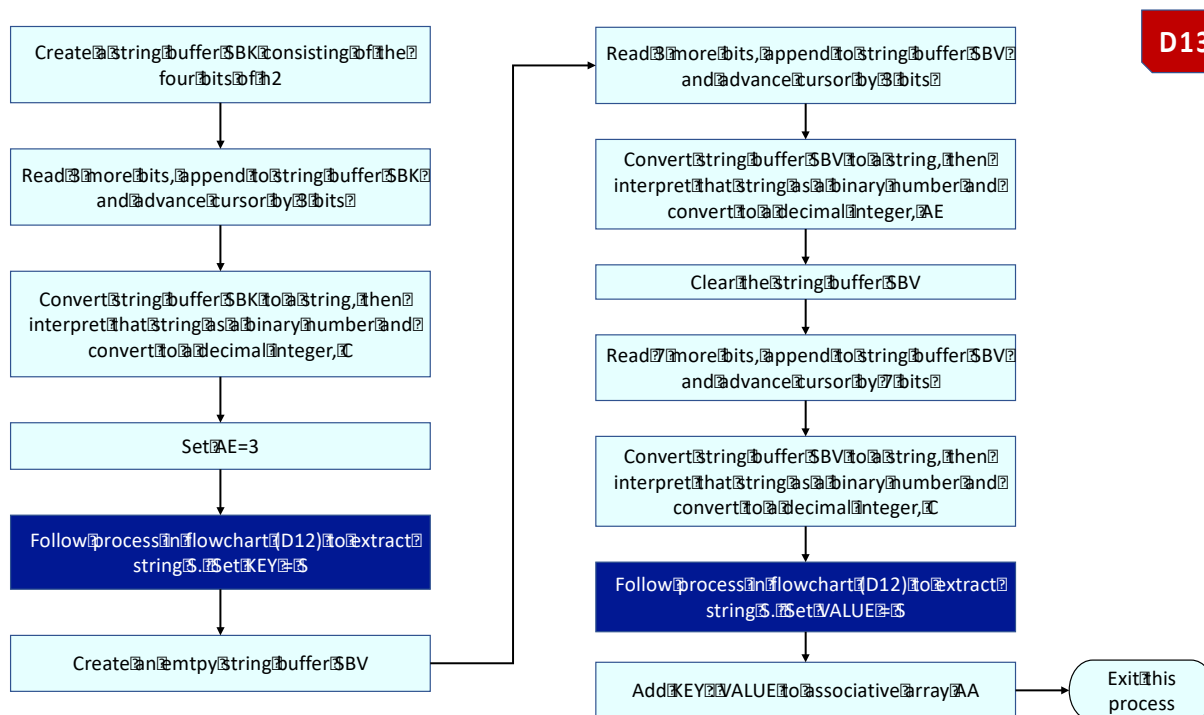 D13
Create a string buffer SBK consisting of the
four bits of h2
Read 3 more bits, append to string buffer SBK
and advance cursor by 3 bits
Convert string buffer SBK to a string, then
interpret that string as a binary number and
convert to a decimal integer, C
Set AE=3
Follow process in flowchart (D12) to extract
string S. Set KEY = S
Create an emtpy string buffer SBV
Read 3 more bits, append to string buffer SBV
and advance cursor by 3 bits
Convert string buffer SBV to a string, then
interpret that string as a binary number and
convert to a decimal integer, AE
Clear the string buffer SBV
Read 7 more bits, append to string buffer SBV
and advance cursor by 7 bits
Convert string buffer SBV to a string, then
interpret that string as a binary number and
convert to a decimal integer, C
Follow process in flowchart (D12) to extract
string S. Set VALUE = S
Add KEY VALUE to associative array AA
Exit this
process